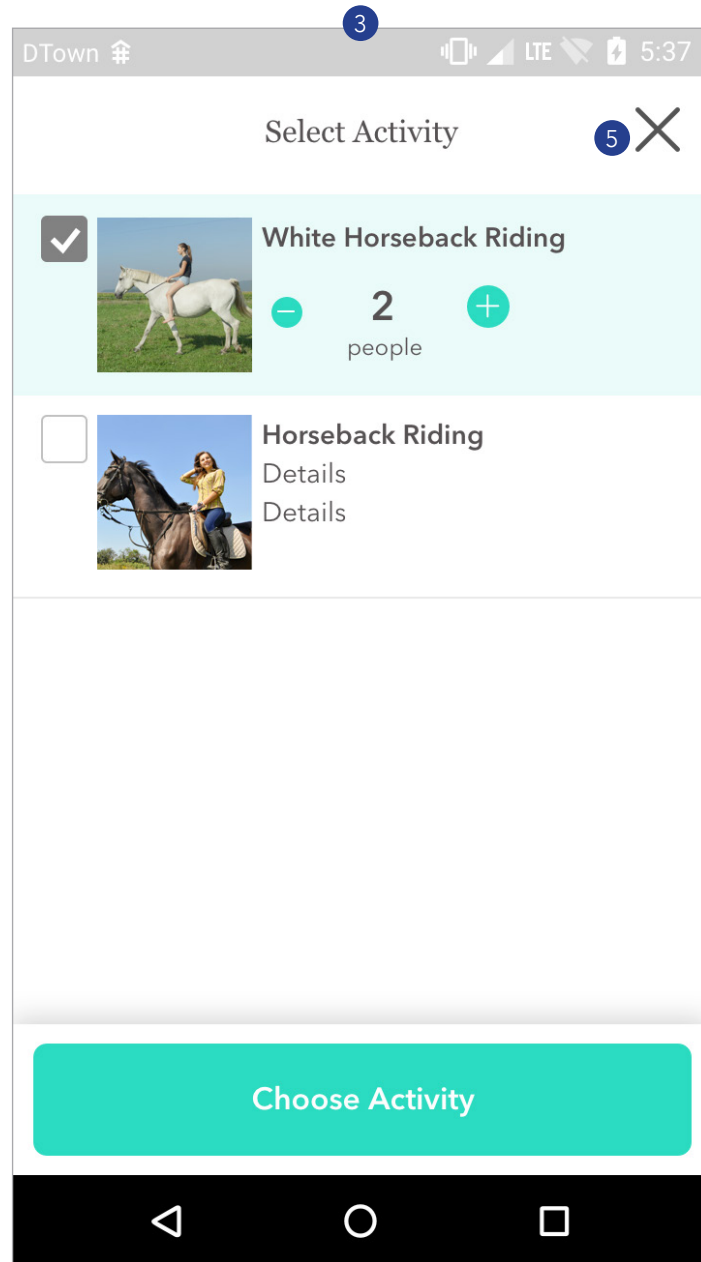 3
DTown LTE 5:37
Select Activity
5
White Horseback Riding
2
people
Horseback Riding
Details
Details
Choose Activity